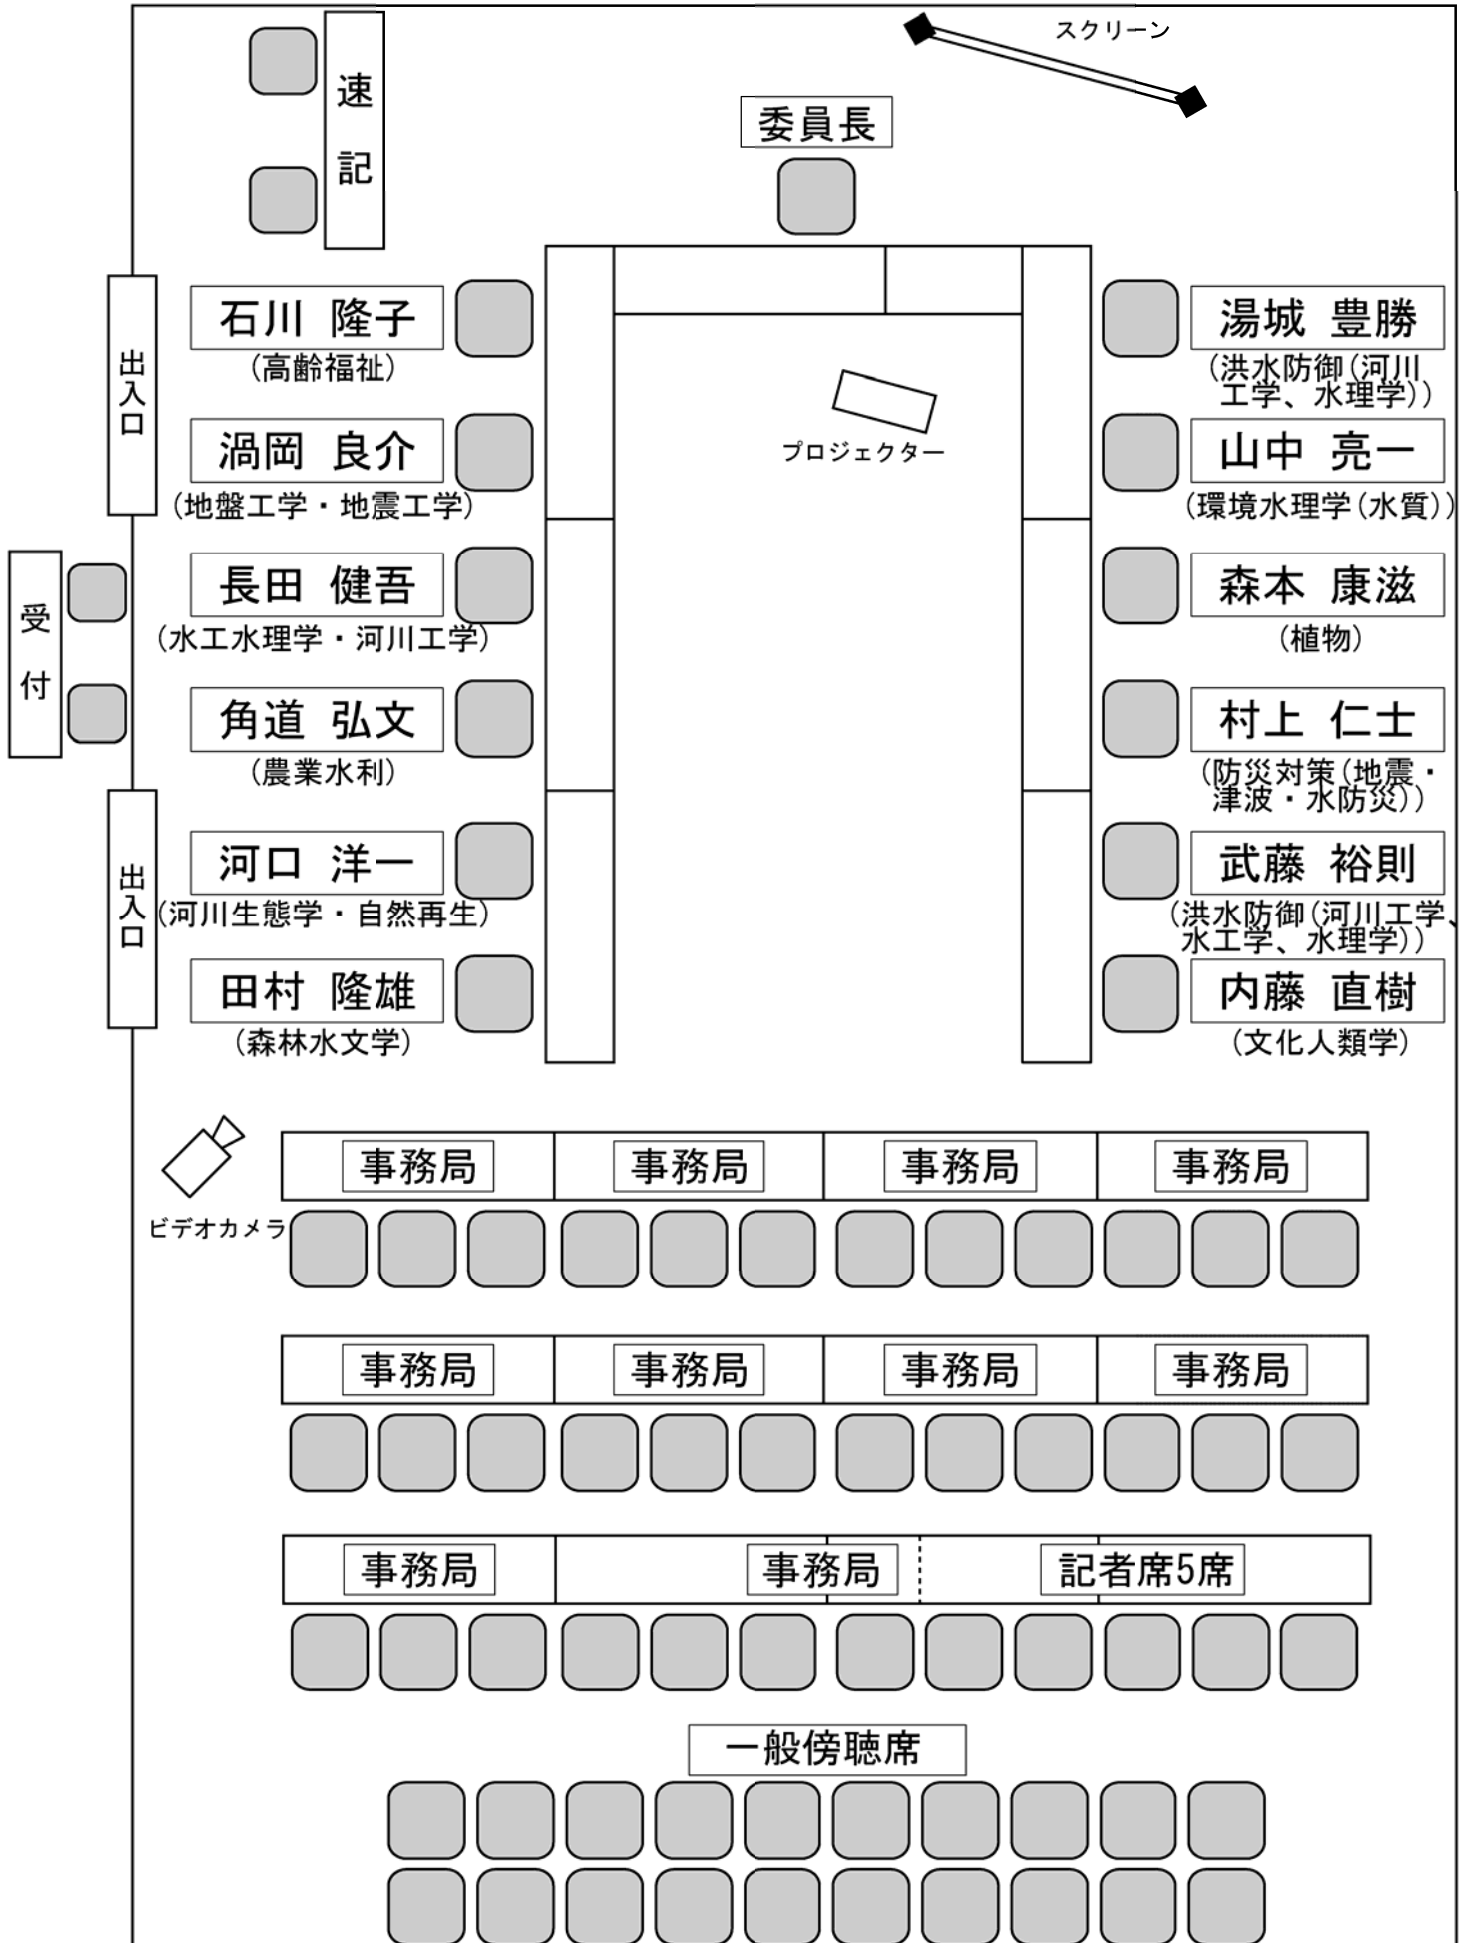 スクリーン
速記
委員長
石川 隆子
(高齢福祉)
湯城 豊勝
(洪水防御(河川
工学、水理学))
出入口
渦岡 良介
(地盤工学・地震工学)
プロジェクター
山中 亮一
(環境水理学(水質))
受付
長田 健吾
(水工水理学・河川工学)
森本 康滋
(植物)
角道 弘文
(農業水利)
村上 仁士
(防災対策(地震・
津波・水防災))
出入口
河口 洋一
(河川生態学・自然再生)
武藤 裕則
(洪水防御(河川工学、
水工学、水理学))
田村 隆雄
(森林水文学)
内藤 直樹
(文化人類学)
ビデオカメラ
事務局 事務局 事務局 事務局
事務局 事務局 事務局 事務局
事務局 事務局 記者席5席
一般傍聴席